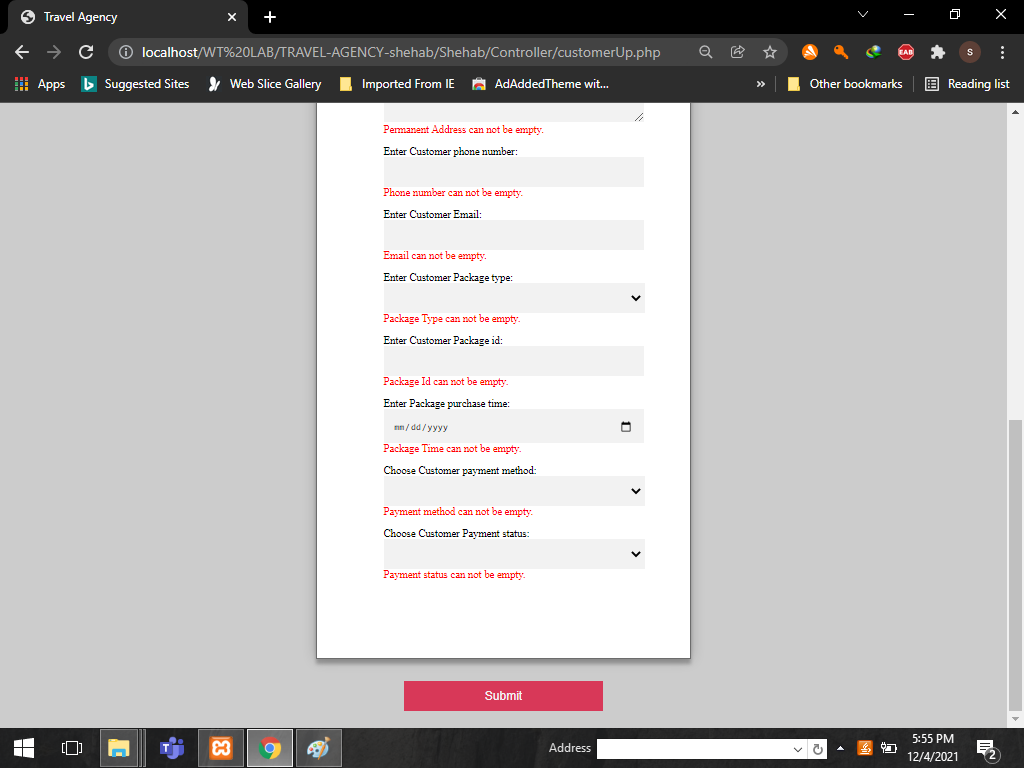 Travel Agency
localhost/WT%20LAB/TRAVEL-AGENCY-shehab/Shehab/Controller/customerUp.php
EAB
S
Apps
Suggested Sites
Web Slice Gallery
Imported From IE
AdAddedTheme wit...
»
Other bookmarks
Reading list
Permanent Address can not be empty.
Enter Customer phone number:
Phone number can not be empty.
Enter Customer Email:
Email can not be empty.
Enter Customer Package type:
Package Type can not be empty.
Enter Customer Package id:
Package Id can not be empty.
Enter Package purchase time:
mm/dd/yyyy
Package Time can not be empty.
Choose Customer payment method:
Payment method can not be empty.
Choose Customer Payment status:
Payment status can not be empty.
Submit
Address
5:55 PM
12/4/2021
2